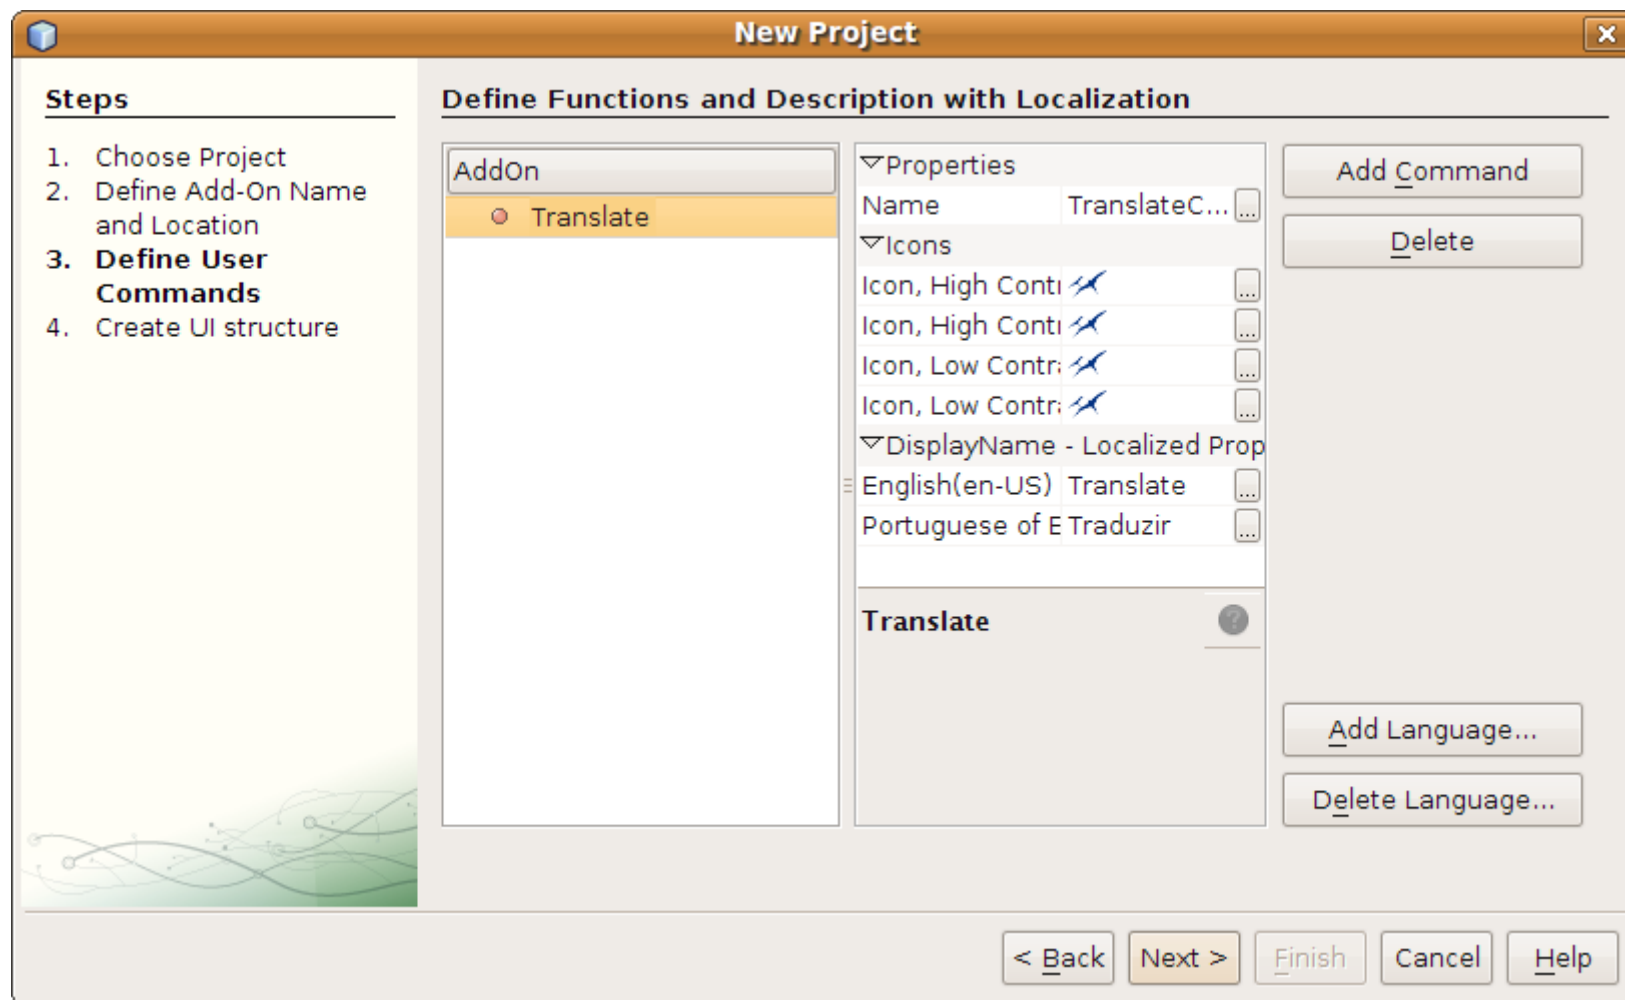 New Project
Steps
1. Choose Project
2. Define Add-On Name
and Location
3. Define User
Commands
4. Create UI structure
Define Functions and Description with Localization
AddOn
Translate
Properties
Name TranslateC... ...
Icons
Icon, High Contr ...
Icon, High Contr ...
Icon, Low Contra ...
Icon, Low Contra ...
DisplayName - Localized Prop
English(en-US) Translate ...
Portuguese of E Traduzir ...
Translate
?
Add Command
Delete
Add Language...
Delete Language...
< Back
Next >
Finish
Cancel
Help